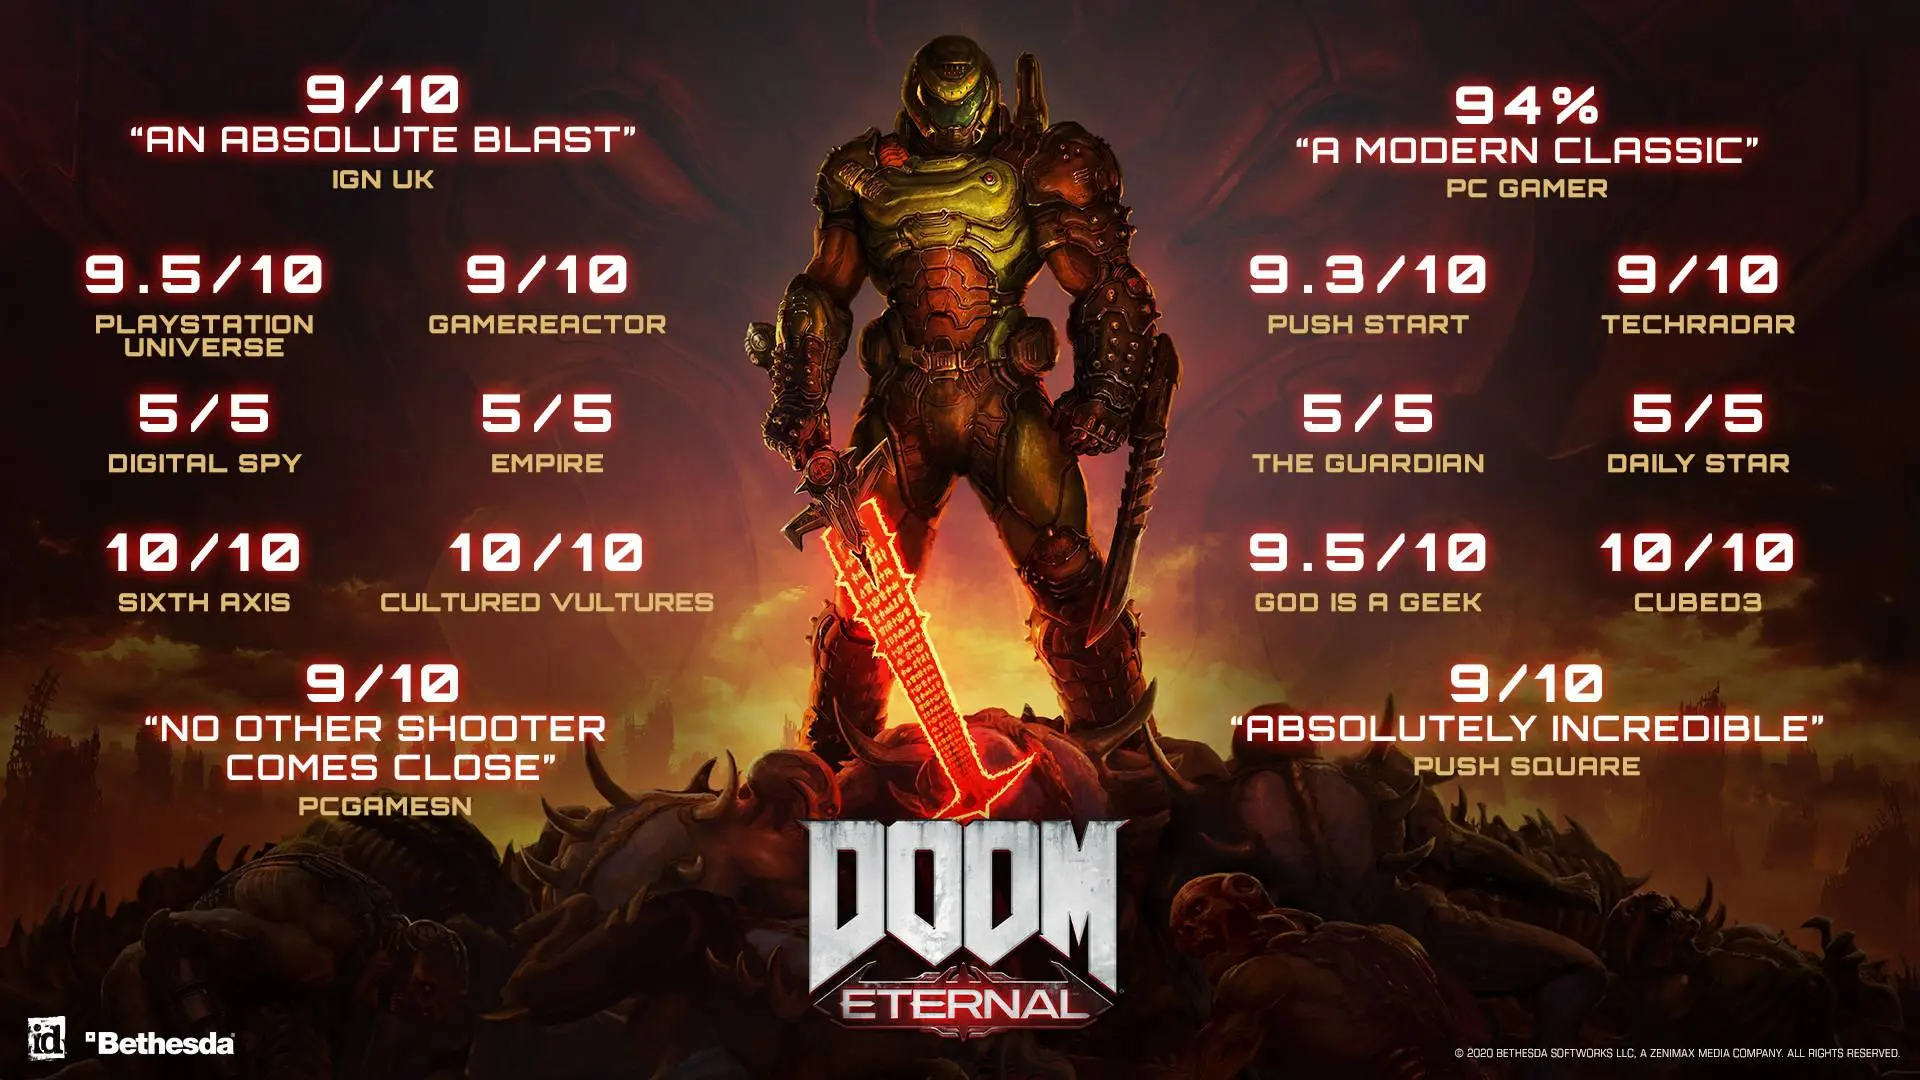 9/10
“AN ABSOLUTE BLAST”
IGN UK
9.5/10
PLAYSTATION
UNIVERSE
9/10
GAMEREACTOR
5/5
DIGITAL SPY
5/5
EMPIRE
10/10
SIXTH AXIS
10/10
CULTURED VULTURES
9/10
“NO OTHER SHOOTER
COMES CLOSE”
PCGAMESN
94%
“A MODERN CLASSIC”
PC GAMER
9.3/10
PUSH START
9/10
TECHRADAR
5/5
THE GUARDIAN
5/5
DAILY STAR
9.5/10
GOD IS A GEEK
10/10
CUBED3
9/10
“ABSOLUTELY INCREDIBLE”
PUSH SQUARE
DOOM
ETERNAL
id
Bethesda
© 2020 BETHESDA SOFTWORKS LLC, A ZENIMAX MEDIA COMPANY. ALL RIGHTS RESERVED.